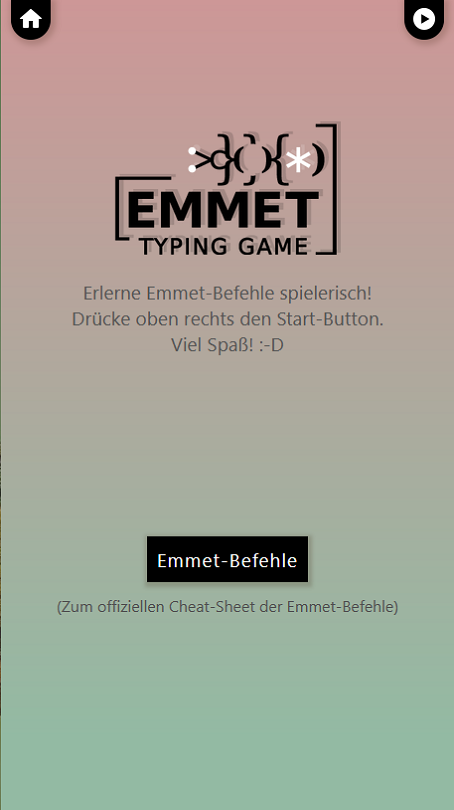 EMMET
TYPING GAME
Erlerne Emmet-Befehle spielerisch!
Drücke oben rechts den Start-Button.
Viel Spaß! :-D
Emmet-Befehle
(Zum offiziellen Cheat-Sheet der Emmet-Befehle)